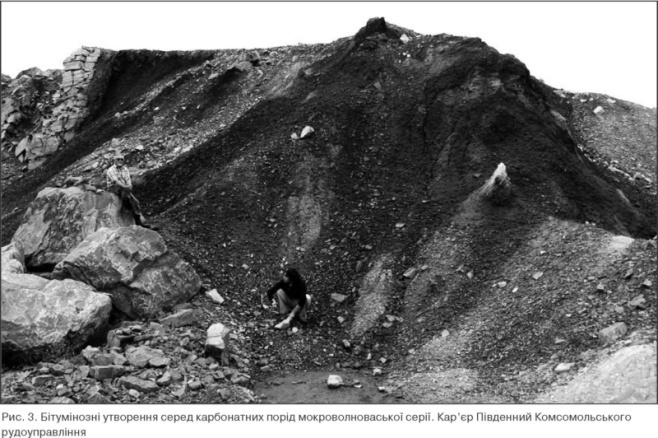 Рис. 3. Бітумінозні утворення серед карбонатних порід мокроволноваської серії. Кар'єр Південний Комсомольського
рудоуправління